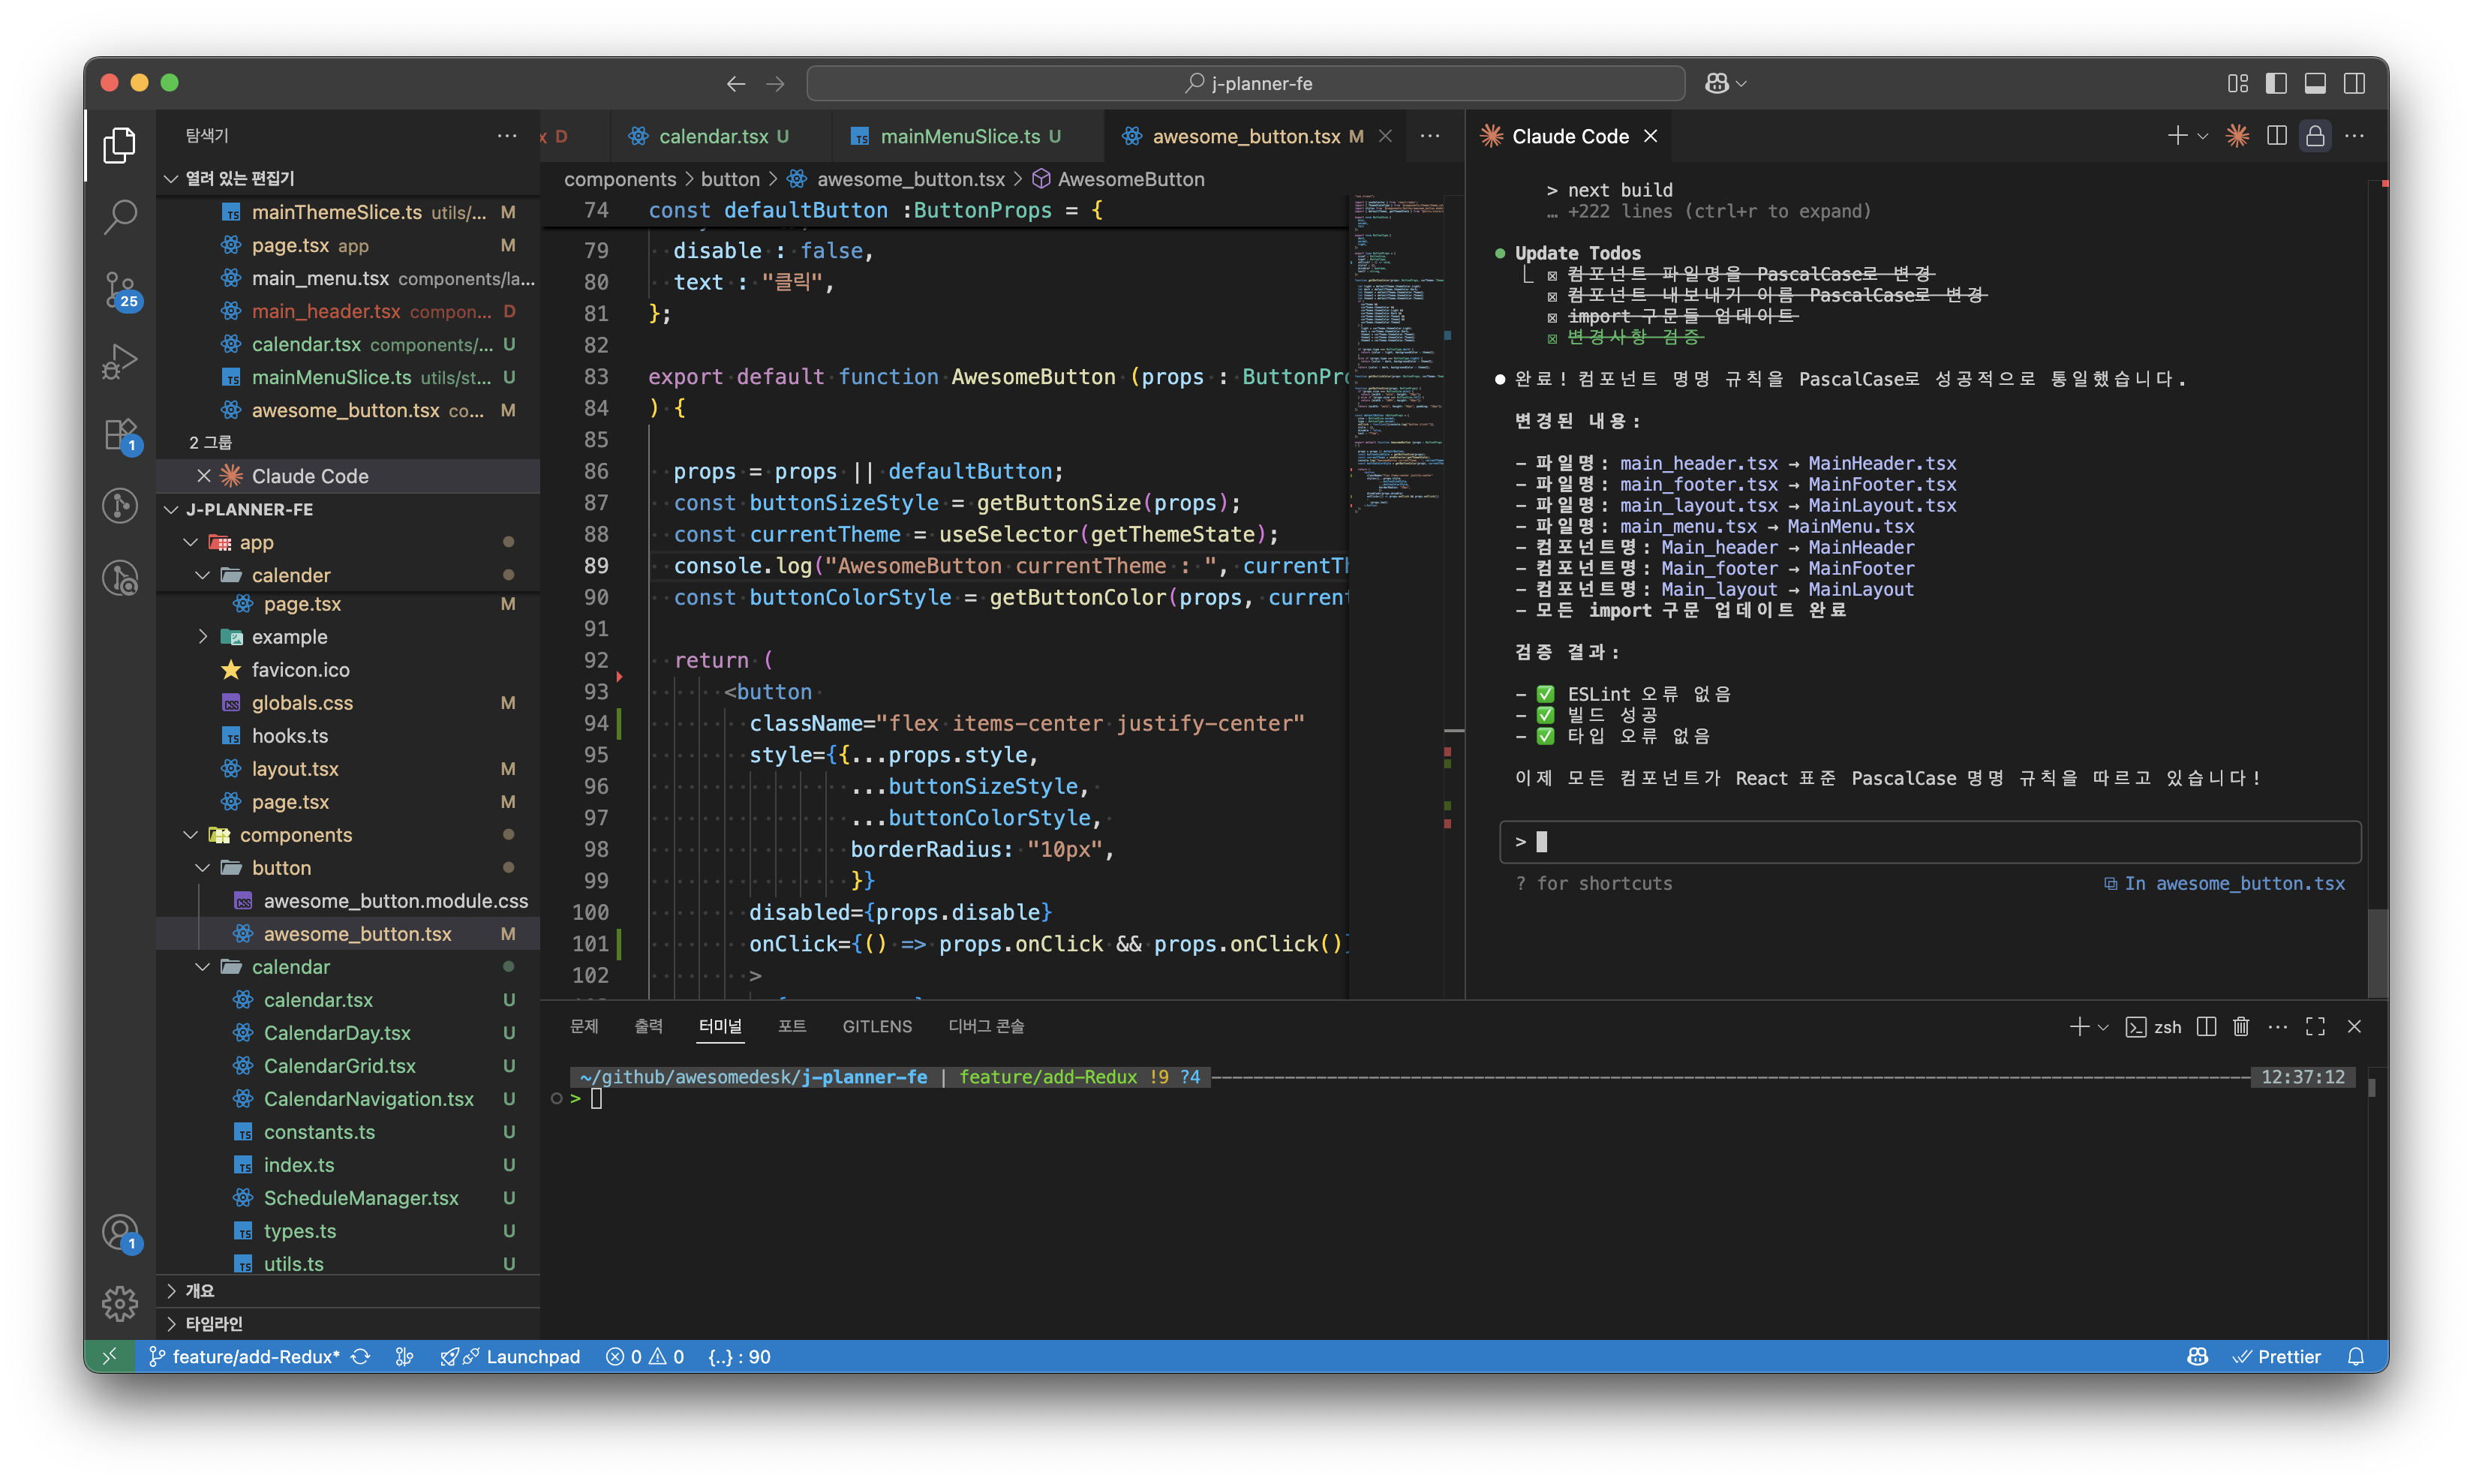 j-planner-fe
탐색기
열려 있는 편집기
mainThemeSlice.ts utils/... M
page.tsx app M
main_menu.tsx components/la...
main_header.tsx compon... D
calendar.tsx components/... U
mainMenuSlice.ts utils/st... U
awesome_button.tsx co... M
2 그룹
Claude Code
J-PLANNER-FE
app
calender
page.tsx M
example
favicon.ico
globals.css M
hooks.ts
layout.tsx M
page.tsx M
components
button
awesome_button.module.css
awesome_button.tsx M
calendar
calendar.tsx U
CalendarDay.tsx U
CalendarGrid.tsx U
CalendarNavigation.tsx U
constants.ts U
index.ts U
ScheduleManager.tsx U
types.ts U
utils.ts U
개요
타임라인
25
1
1
x D
calendar.tsx U
mainMenuSlice.ts U
awesome_button.tsx M
components > button > awesome_button.tsx > AwesomeButton
74 const defaultButton :ButtonProps = {
79 disable : false,
80 text : "클릭",
81 };
82
83 export default function AwesomeButton (props : ButtonPro
84 ) {
85
86 props = props || defaultButton;
87 const buttonSizeStyle = getButtonSize(props);
88 const currentTheme = useSelector(getThemeState);
89 console.log("AwesomeButton currentTheme : ", currentTh
90 const buttonColorStyle = getButtonColor(props, current
91
92 return (
93 <button
94 className="flex items-center justify-center"
95 style={{...props.style,
96 ...buttonSizeStyle,
97 ...buttonColorStyle,
98 borderRadius: "10px",
99 }}
100 disabled={props.disable}
101 onClick={() => props.onClick && props.onClick()}
102 >
Claude Code
> next build
… +222 lines (ctrl+r to expand)
Update Todos
컴포넌트 파일명을 PascalCase로 변경
컴포넌트 내보내기 이름 PascalCase로 변경
import 구문들 업데이트
변경사항 검증
완료! 컴포넌트 명명 규칙을 PascalCase로 성공적으로 통일했습니다.
변경된 내용:
- 파일명: main_header.tsx → MainHeader.tsx
- 파일명: main_footer.tsx → MainFooter.tsx
- 파일명: main_layout.tsx → MainLayout.tsx
- 파일명: main_menu.tsx → MainMenu.tsx
- 컴포넌트명: Main_header → MainHeader
- 컴포넌트명: Main_footer → MainFooter
- 컴포넌트명: Main_layout → MainLayout
- 모든 import 구문 업데이트 완료
검증 결과:
- ✅ ESLint 오류 없음
- ✅ 빌드 성공
- ✅ 타입 오류 없음
이제 모든 컴포넌트가 React 표준 PascalCase 명명 규칙을 따르고 있습니다!
>
? for shortcuts
In awesome_button.tsx
문제 출력 터미널 포트 GITLENS 디버그 콘솔
zsh
~/github/awesomedesk/j-planner-fe | feature/add-Redux !9 ?4
12:37:12
>
feature/add-Redux*
Launchpad
0 0
{..} : 90
Prettier